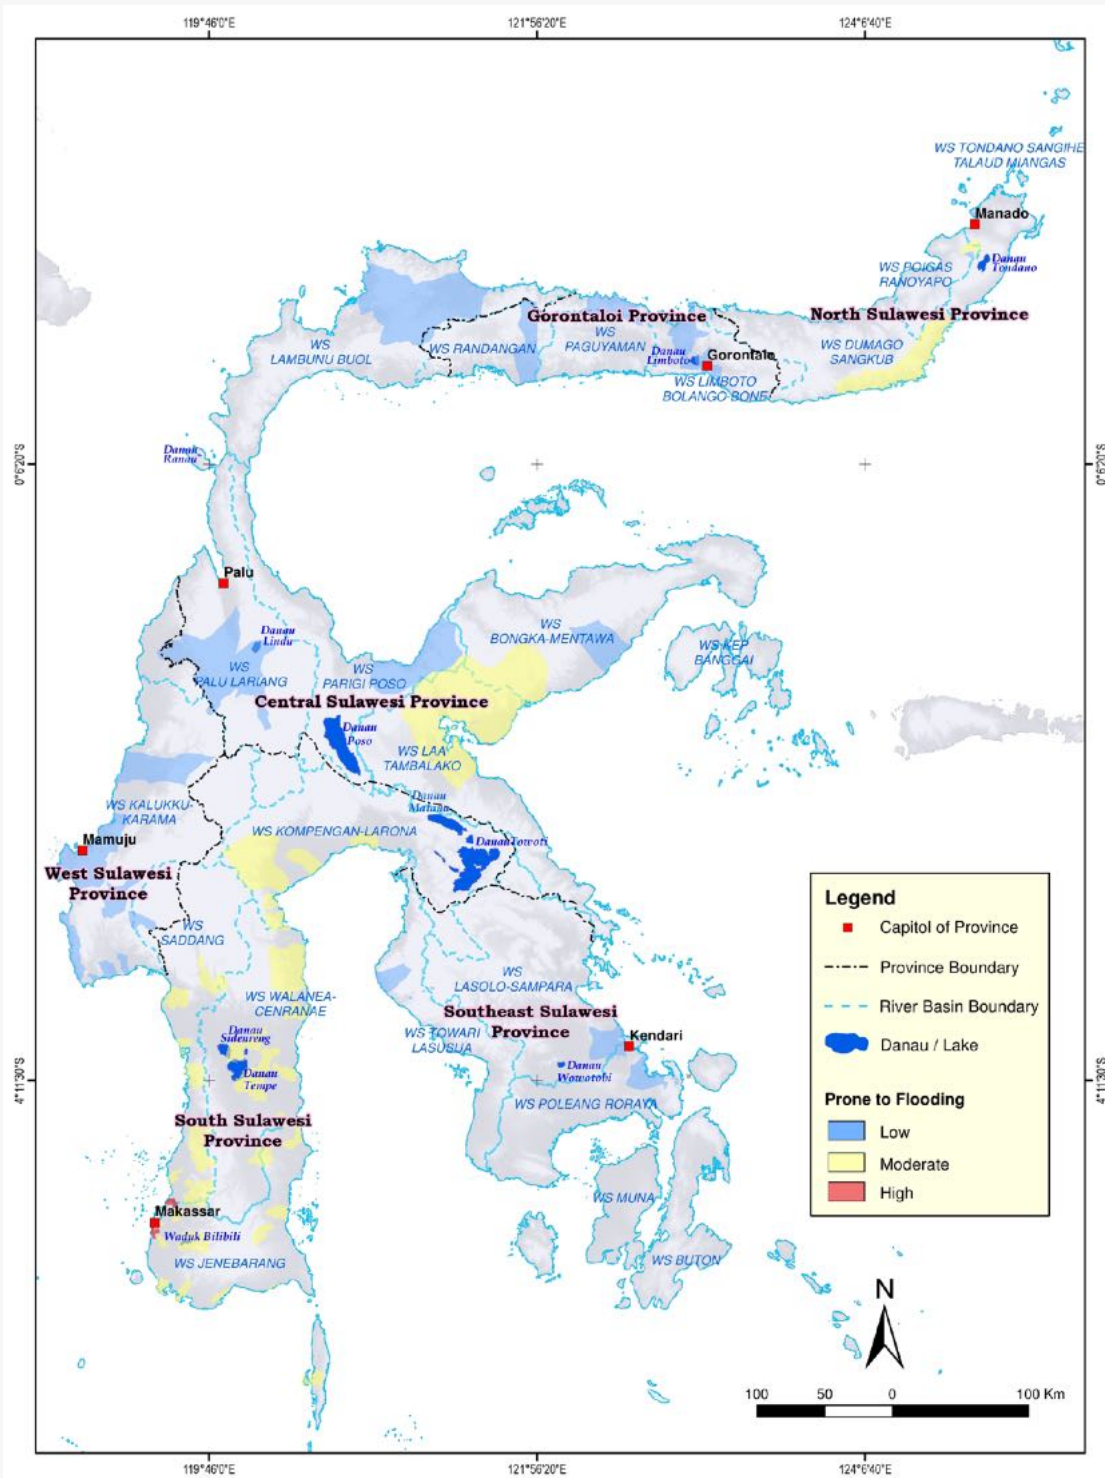 119°46'0"E
121°56'20"E
124°6'40"E
WS TONDANO SANGIHE
TALAUD MIANGAS
Manado
Danau
Tondano
WS POIGAS
RANOYAPO
Gorontaloi Province
North Sulawesi Province
WS
LAMBUNU BUOL
WS RANDANGAN
WS
PAGUYAMAN
Danau
Limboto
Gorontalo
WS DUMAGO
SANGKUB
WS LIMBOTO
BOLANGO-BONE
Danau
Ranau
0°6'20"S
0°6'20"S
Palu
Danau
Lindu
WS
BONGKA-MENTAWA
WS KEP
BANGGAI
WS
PALU LARIANG
WS
PARIGI POSO
Central Sulawesi Province
Danau
Poso
WS LAA
TAMBALAKO
Danau
Matana
WS KALUKKU-
KARAMA
WS KOMPENGAN-LARONA
Mamuju
Danau Towoti
West Sulawesi
Province
WS
SADDANG
WS
LASOLO-SAMPARA
WS WALANEA-
CENRANAE
Southeast Sulawesi
Province
WS TOWARI
LASUSUA
Kendari
Danau
Sidenreng
Danau
Tempe
Danau
Wowotobi
4°11'30"S
4°11'30"S
WS POLEANG RORAYA
South Sulawesi
Province
WS MUNA
Makassar
Waduk Bilibili
WS JENEBARANG
WS BUTON
Legend
Capitol of Province
Province Boundary
River Basin Boundary
Danau / Lake
Prone to Flooding
Low
Moderate
High
N
100 50 0 100 Km
119°46'0"E
121°56'20"E
124°6'40"E